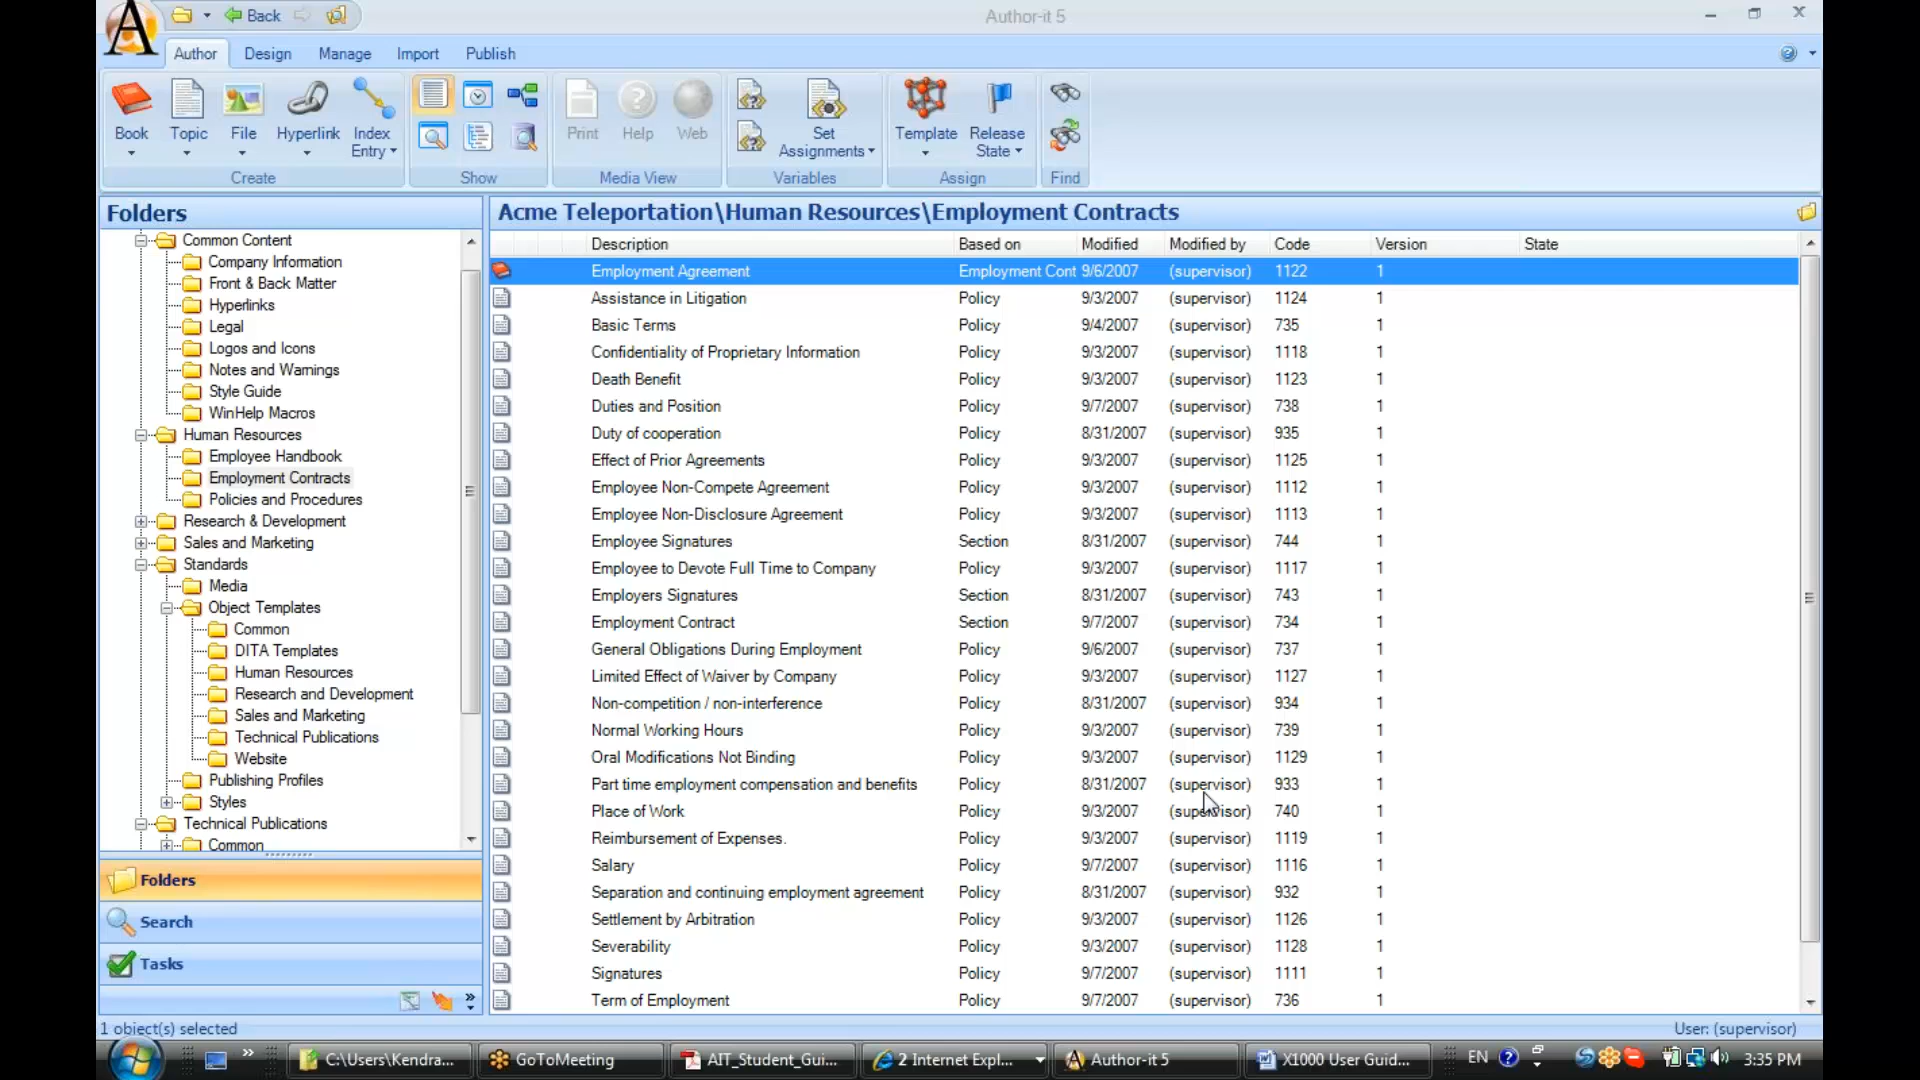 Back
Author-it 5
Author Design Manage Import Publish
Book Topic File Hyperlink Index Entry
Create
Show
Print Help Web
Media View
Set Assignments
Variables
Template Release State
Assign
Find
Folders
Common Content
Company Information
Front & Back Matter
Hyperlinks
Legal
Logos and Icons
Notes and Warnings
Style Guide
WinHelp Macros
Human Resources
Employee Handbook
Employment Contracts
Policies and Procedures
Research & Development
Sales and Marketing
Standards
Media
Object Templates
Common
DITA Templates
Human Resources
Research and Development
Sales and Marketing
Technical Publications
Website
Publishing Profiles
Styles
Technical Publications
Common
Folders
Search
Tasks
Acme Teleportation\Human Resources\Employment Contracts
Description Based on Modified Modified by Code Version State
Employment Agreement Employment Cont 9/6/2007 (supervisor) 1122 1
Assistance in Litigation Policy 9/3/2007 (supervisor) 1124 1
Basic Terms Policy 9/4/2007 (supervisor) 735 1
Confidentiality of Proprietary Information Policy 9/3/2007 (supervisor) 1118 1
Death Benefit Policy 9/3/2007 (supervisor) 1123 1
Duties and Position Policy 9/7/2007 (supervisor) 738 1
Duty of cooperation Policy 8/31/2007 (supervisor) 935 1
Effect of Prior Agreements Policy 9/3/2007 (supervisor) 1125 1
Employee Non-Compete Agreement Policy 9/3/2007 (supervisor) 1112 1
Employee Non-Disclosure Agreement Policy 9/3/2007 (supervisor) 1113 1
Employee Signatures Section 8/31/2007 (supervisor) 744 1
Employee to Devote Full Time to Company Policy 9/3/2007 (supervisor) 1117 1
Employers Signatures Section 8/31/2007 (supervisor) 743 1
Employment Contract Section 9/7/2007 (supervisor) 734 1
General Obligations During Employment Policy 9/6/2007 (supervisor) 737 1
Limited Effect of Waiver by Company Policy 9/3/2007 (supervisor) 1127 1
Non-competition / non-interference Policy 8/31/2007 (supervisor) 934 1
Normal Working Hours Policy 9/3/2007 (supervisor) 739 1
Oral Modifications Not Binding Policy 9/3/2007 (supervisor) 1129 1
Part time employment compensation and benefits Policy 8/31/2007 (supervisor) 933 1
Place of Work Policy 9/3/2007 (supervisor) 740 1
Reimbursement of Expenses. Policy 9/3/2007 (supervisor) 1119 1
Salary Policy 9/7/2007 (supervisor) 1116 1
Separation and continuing employment agreement Policy 8/31/2007 (supervisor) 932 1
Settlement by Arbitration Policy 9/3/2007 (supervisor) 1126 1
Severability Policy 9/3/2007 (supervisor) 1128 1
Signatures Policy 9/7/2007 (supervisor) 1111 1
Term of Employment Policy 9/7/2007 (supervisor) 736 1
1 object(s) selected
User: (supervisor)
C:\Users\Kendra... GoToMeeting AIT_Student_Gui... 2 Internet Expl... Author-it 5 X1000 User Guid... EN 3:35 PM